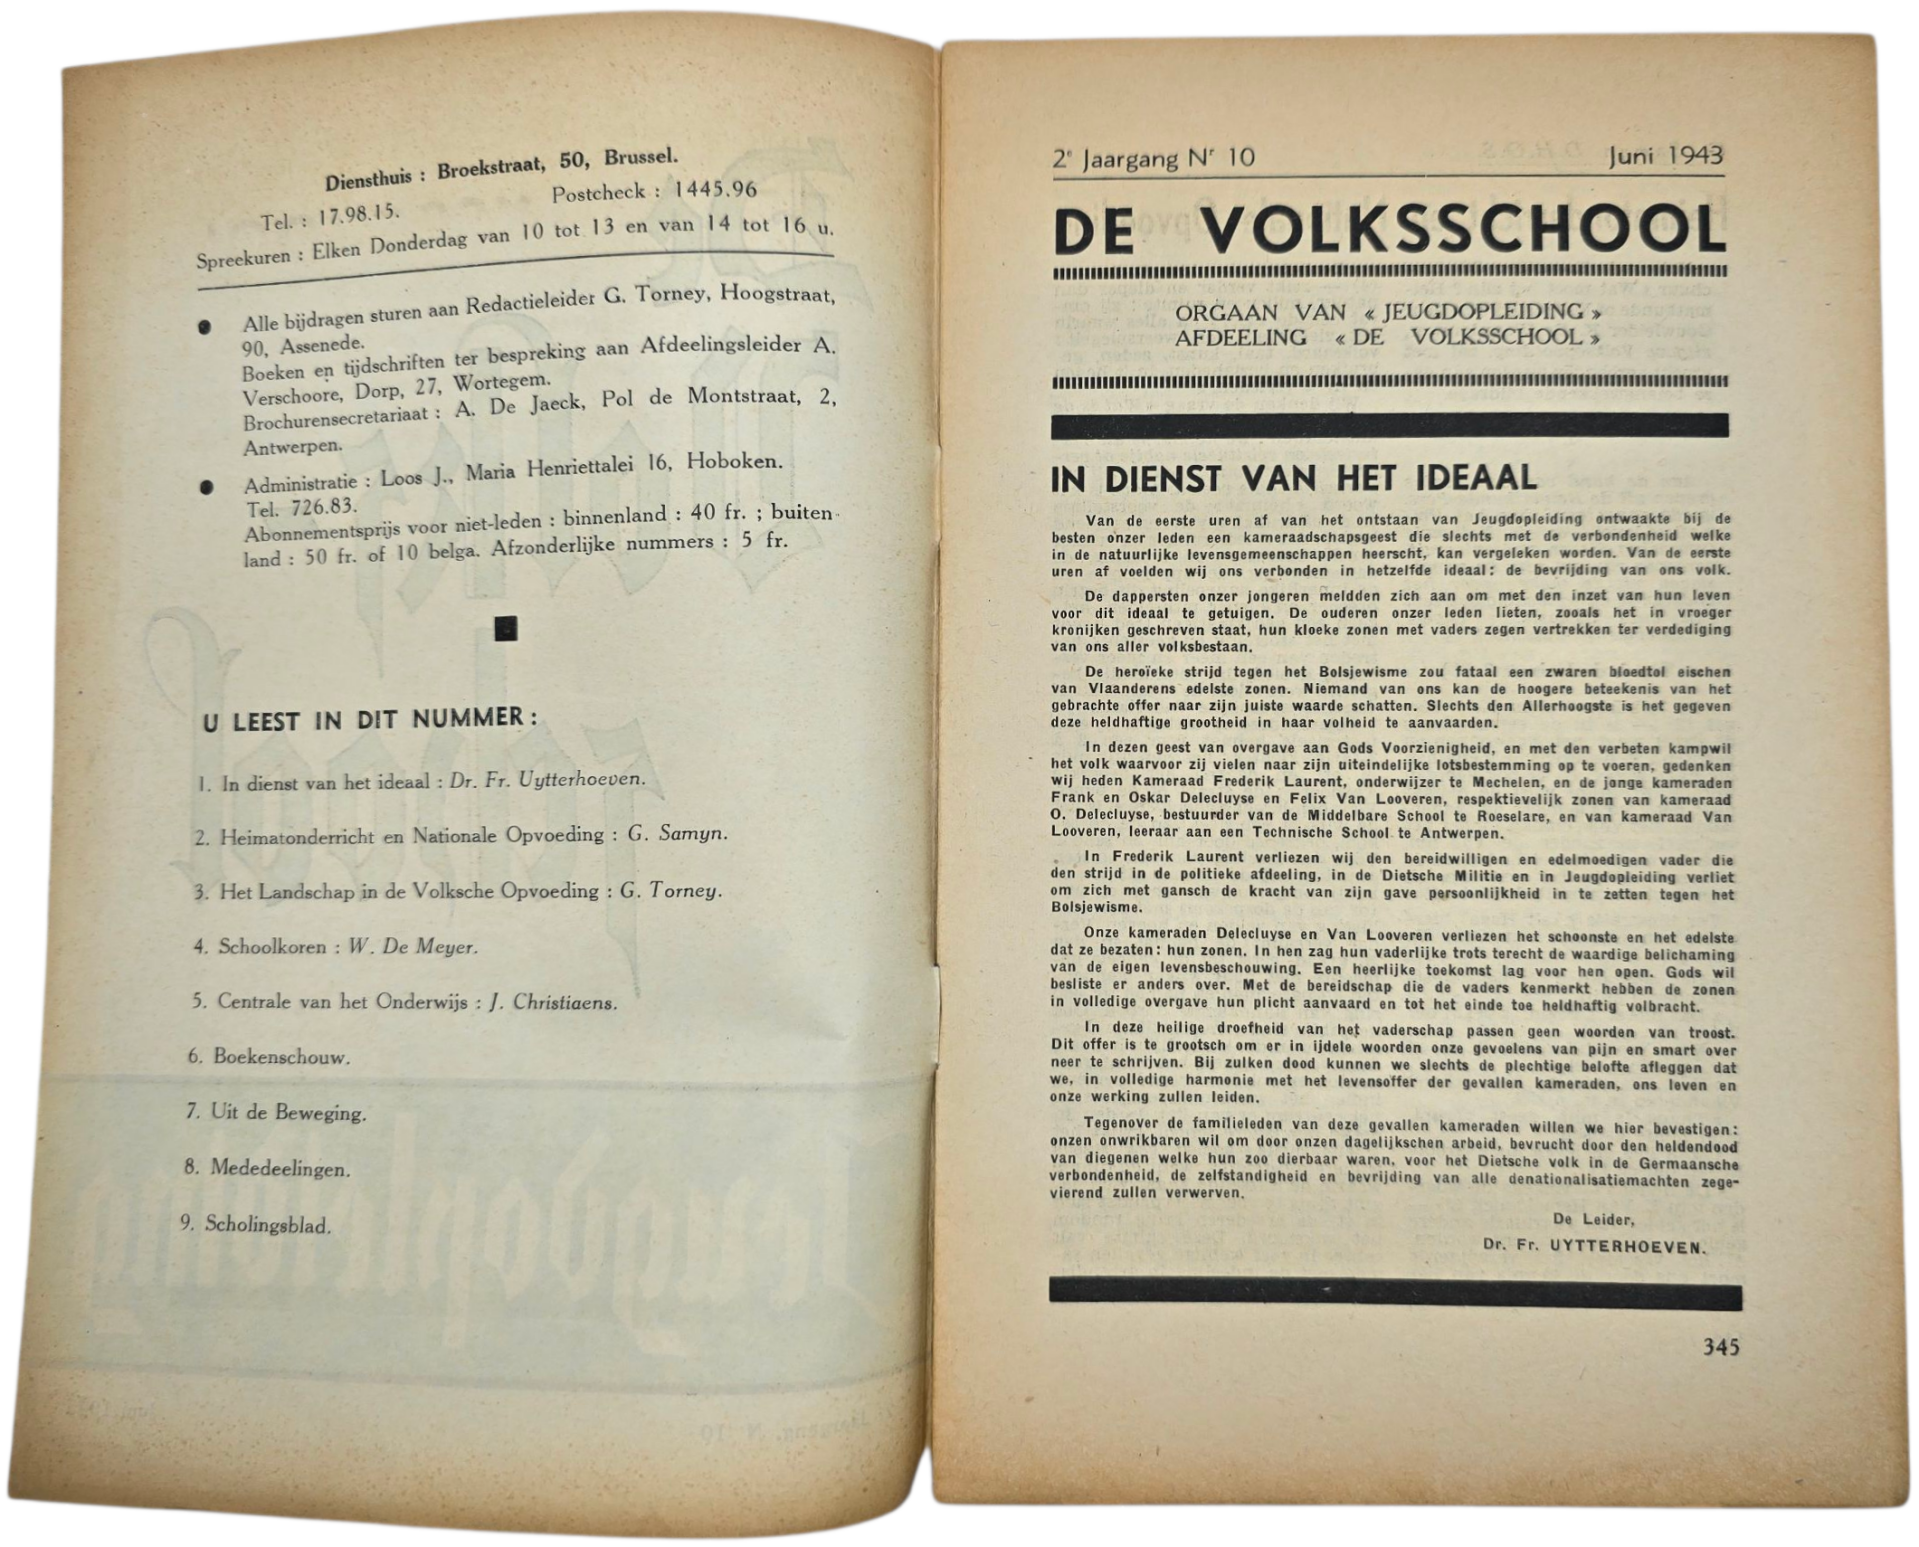 Diensthuis : Broekstraat, 50, Brussel.
Tel. : 17.98.15. Postcheck : 1445.96
Spreekuren : Elken Donderdag van 10 tot 13 en van 14 tot 16 u.
● Alle bijdragen sturen aan Redactieleider G. Torney, Hoogstraat,
90, Assenede.
Boeken en tijdschriften ter bespreking aan Afdeelingsleider A.
Verschoore, Dorp, 27, Wortegem.
Brochurensecretariaat : A. De Jaeck, Pol de Montstraat, 2,
Antwerpen.
● Administratie : Loos J., Maria Henriettalei 16, Hoboken.
Tel. 726.83.
Abonnementsprijs voor niet-leden : binnenland : 40 fr. ; buiten-
land : 50 fr. of 10 belga. Afzonderlijke nummers : 5 fr.
U LEEST IN DIT NUMMER :
1. In dienst van het ideaal : Dr. Fr. Uytterhoeven.
2. Heimatonderricht en Nationale Opvoeding : G. Samyn.
3. Het Landschap in de Volksche Opvoeding : G. Torney.
4. Schoolkoren : W. De Meyer.
5. Centrale van het Onderwijs : J. Christiaens.
6. Boekenschouw.
7. Uit de Beweging.
8. Mededeelingen.
9. Scholingsblad.
2e Jaargang Nr 10 Juni 1943
DE VOLKSSCHOOL
ORGAAN VAN « JEUGDOPLEIDING »
AFDEELING « DE VOLKSSCHOOL »
IN DIENST VAN HET IDEAAL
Van de eerste uren af van het ontstaan van Jeugdopleiding ontwaakte bij de
besten onzer leden een kameraadschapsgeest die slechts met de verbondenheid welke
in de natuurlijke levensgemeenschappen heerscht, kan vergeleken worden. Van de eerste
uren af voelden wij ons verbonden in hetzelfde ideaal : de bevrijding van ons volk.
De dappersten onzer jongeren meldden zich aan om met den inzet van hun leven
voor dit ideaal te getuigen. De ouderen onzer leden lieten, zooals het in vroeger
kronijken geschreven staat, hun kloeke zonen met vaders zegen vertrekken ter verdediging
van ons aller volksbestaan.
De heroïeke strijd tegen het Bolsjewisme zou fataal een zwaren bloedtol eischen
van Vlaanderens edelste zonen. Niemand van ons kan de hoogere beteekenis van het
gebrachte offer naar zijn juiste waarde schatten. Slechts den Allerhoogste is het gegeven
deze heldhaftige grootheid in haar volheid te aanvaarden.
In dezen geest van overgave aan Gods Voorzienigheid, en met den verbeten kampwil
het volk waarvoor zij vielen naar zijn uiteindelijke lotsbestemming op te voeren, gedenken
wij heden Kameraad Frederik Laurent, onderwijzer te Mechelen, en de jonge kameraden
Frank en Oskar Delecluyse en Felix Van Looveren, respektievelijk zonen van kameraad
O. Delecluyse, bestuurder van de Middelbare School te Roeselare, en van kameraad Van
Looveren, leeraar aan een Technische School te Antwerpen.
In Frederik Laurent verliezen wij den bereidwilligen en edelmoedigen vader die
den strijd in de politieke afdeeling, in de Dietsche Militie en in Jeugdopleiding verliet
om zich met gansch de kracht van zijn gave persoonlijkheid in te zetten tegen het
Bolsjewisme.
Onze kameraden Delecluyse en Van Looveren verliezen het schoonste en het edelste
dat ze bezaten : hun zonen. In hen zag hun vaderlijke trots terecht de waardige belichaming
van de eigen levensbeschouwing. Een heerlijke toekomst lag voor hen open. Gods wil
besliste er anders over. Met de bereidschap die de vaders kenmerkt hebben de zonen
in volledige overgave hun plicht aanvaard en tot het einde toe heldhaftig volbracht.
In deze heilige droefheid van het vaderschap passen geen woorden van troost.
Dit offer is te grootsch om er in ijdele woorden onze gevoelens van pijn en smart over
neer te schrijven. Bij zulken dood kunnen we slechts de plechtige belofte afleggen dat
we, in volledige harmonie met het levensoffer der gevallen kameraden, ons leven en
onze werking zullen leiden.
Tegenover de familieleden van deze gevallen kameraden willen we hier bevestigen :
onzen onwrikbaren wil om door onzen dagelijkschen arbeid, bevrucht door den heldendood
van diegenen welke hun zoo dierbaar waren, voor het Dietsche volk in de Germaansche
verbondenheid, de zelfstandigheid en bevrijding van alle denationalisatiemachten zege-
vierend zullen verwerven.
De Leider,
Dr. Fr. UYTTERHOEVEN.
345